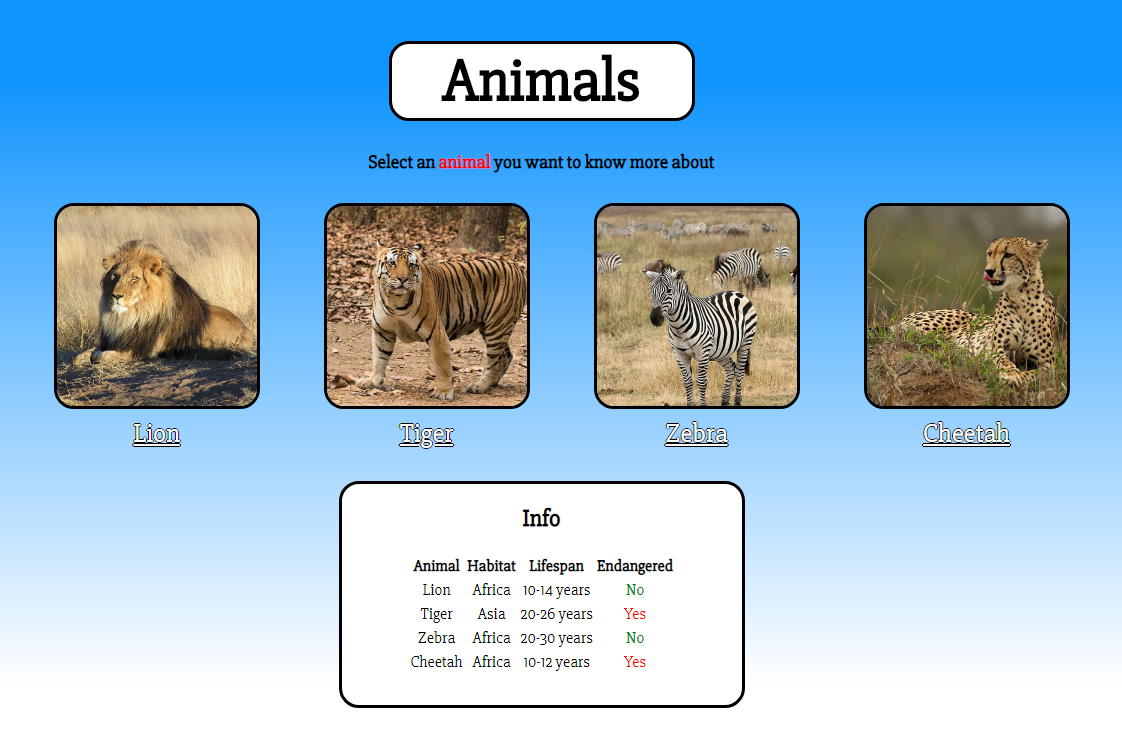 Animals
Select an animal you want to know more about
Lion Tiger Zebra Cheetah
Info
Animal Habitat Lifespan Endangered
Lion Africa 10-14 years No
Tiger Asia 20-26 years Yes
Zebra Africa 20-30 years No
Cheetah Africa 10-12 years Yes